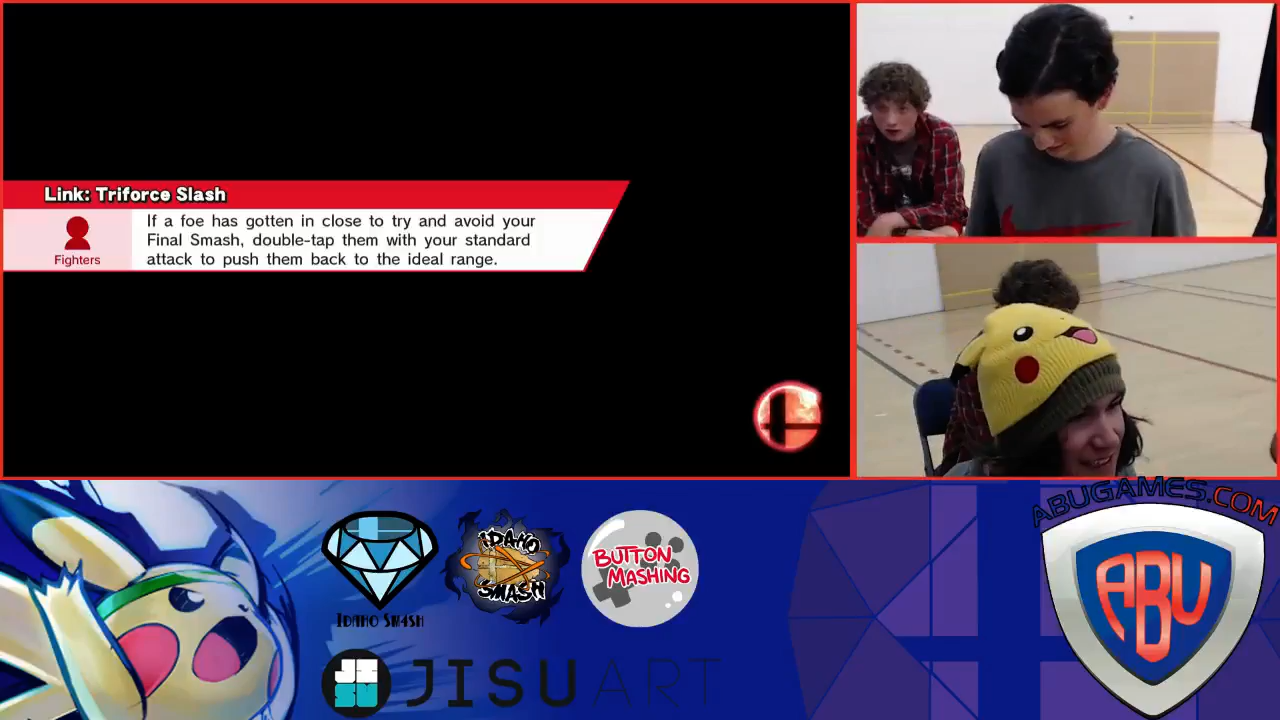 Link: Triforce Slash
If a foe has gotten in close to try and avoid your
Final Smash, double-tap them with your standard
attack to push them back to the ideal range.
Fighters
ABUGAMES.COM
IDAHO SM4SH
IDAHO
SMASH
BUTTON
MASHING
ABU
JISU
JISUART